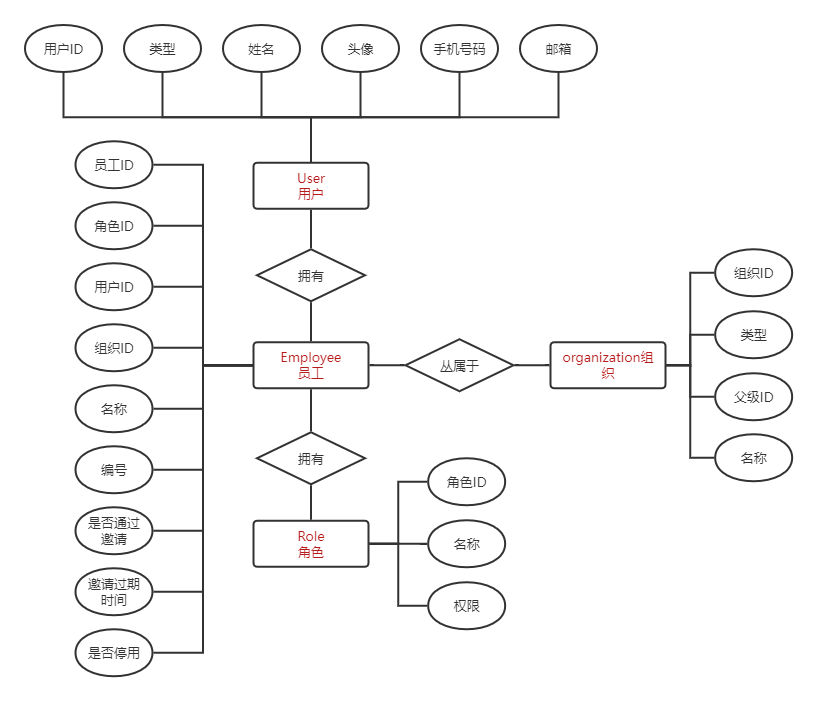 用户ID
类型
姓名
头像
手机号码
邮箱
User
用户
拥有
员工ID
角色ID
用户ID
组织ID
名称
编号
是否通过
邀请
邀请过期
时间
是否停用
Employee
员工
丛属于
organization组
织
组织ID
类型
父级ID
名称
拥有
Role
角色
角色ID
名称
权限